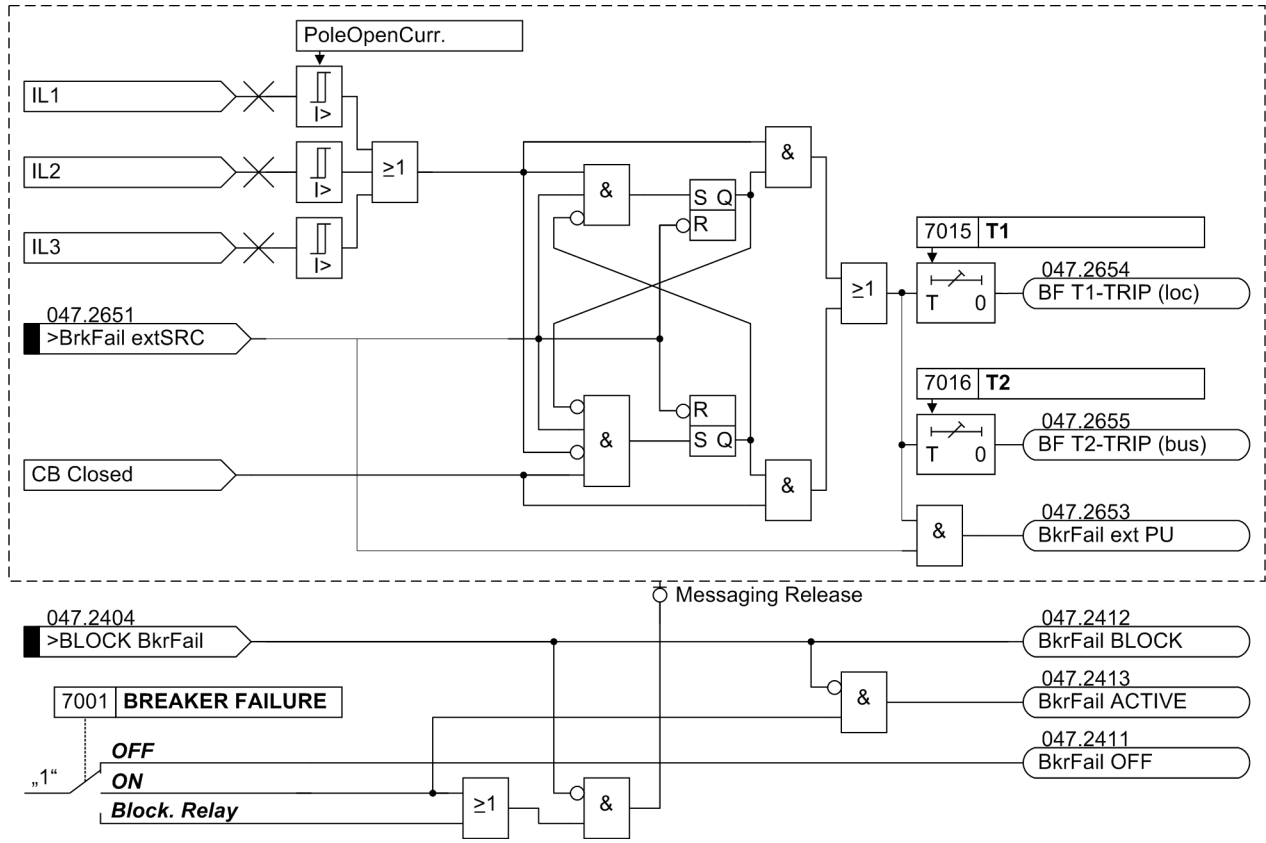 PoleOpenCurr.
IL1
I>
IL2
I>
≥1
&
IL3
I>
&
S Q
R
7015 T1
047.2654
T 0
BF T1-TRIP (loc)
≥1
047.2651
>BrkFail extSRC
7016 T2
047.2655
T 0
BF T2-TRIP (bus)
R
S Q
&
CB Closed
&
047.2653
&
BkrFail ext PU
Messaging Release
047.2404
>BLOCK BkrFail
047.2412
BkrFail BLOCK
047.2413
&
BkrFail ACTIVE
7001 BREAKER FAILURE
047.2411
BkrFail OFF
OFF
„1“
ON
Block. Relay
≥1
&